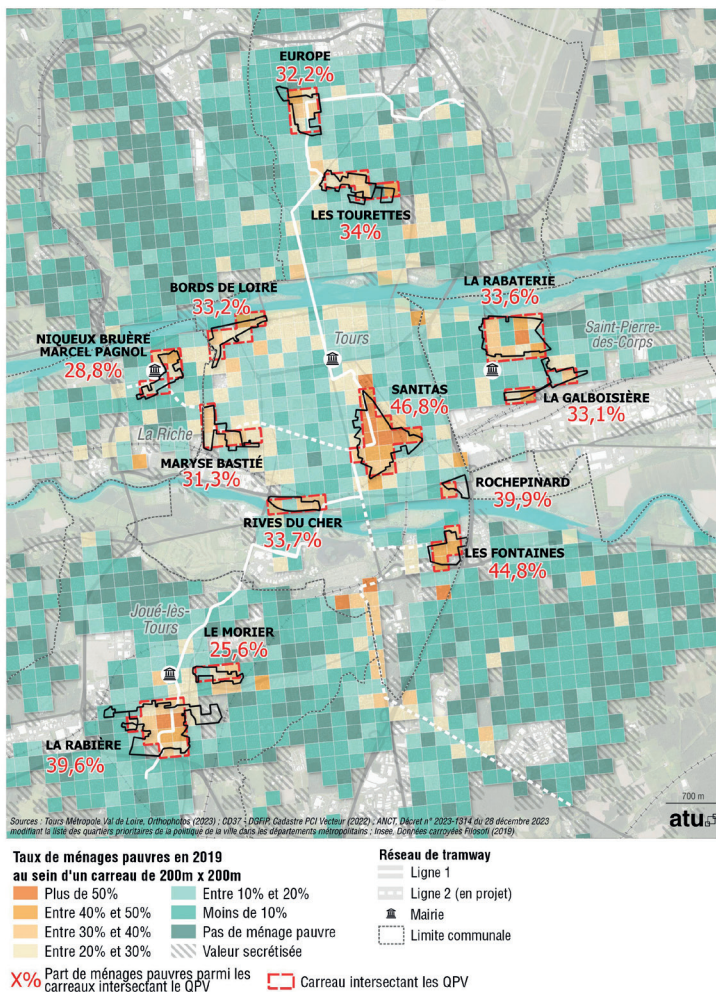 EUROPE
32,2%
LES TOURETTES
34%
BORDS DE LOIRE
33,2%
LA RABATERIE
33,6%
NIQUEUX BRUÈRE
MARCEL PAGNOL
28,8%
Tours
Saint-Pierre-
des-Corps
SANITAS
46,8%
LA GALBOISIÈRE
33,1%
La Riche
MARYSE BASTIÉ
31,3%
ROCHEPINARD
39,9%
RIVES DU CHER
33,7%
LES FONTAINES
44,8%
Joué-lès-
Tours
LE MORIER
25,6%
LA RABIÈRE
39,6%
700 m
atu
Sources : Tours Métropole Val de Loire, Orthophotos (2023) ; CD37 - DGFiP, Cadastre PCI Vecteur (2022) ; ANCT, Décret n° 2023-1314 du 28 décembre 2023
modifiant la liste des quartiers prioritaires de la politique de la ville dans les départements métropolitains ; Insee, Données carroyées Filosofi (2019)
Taux de ménages pauvres en 2019
au sein d'un carreau de 200m x 200m
Plus de 50%
Entre 40% et 50%
Entre 30% et 40%
Entre 20% et 30%
Entre 10% et 20%
Moins de 10%
Pas de ménage pauvre
Valeur secrétisée
Réseau de tramway
Ligne 1
Ligne 2 (en projet)
Mairie
Limite communale
X% Part de ménages pauvres parmi les
carreaux intersectant le QPV
Carreau intersectant les QPV